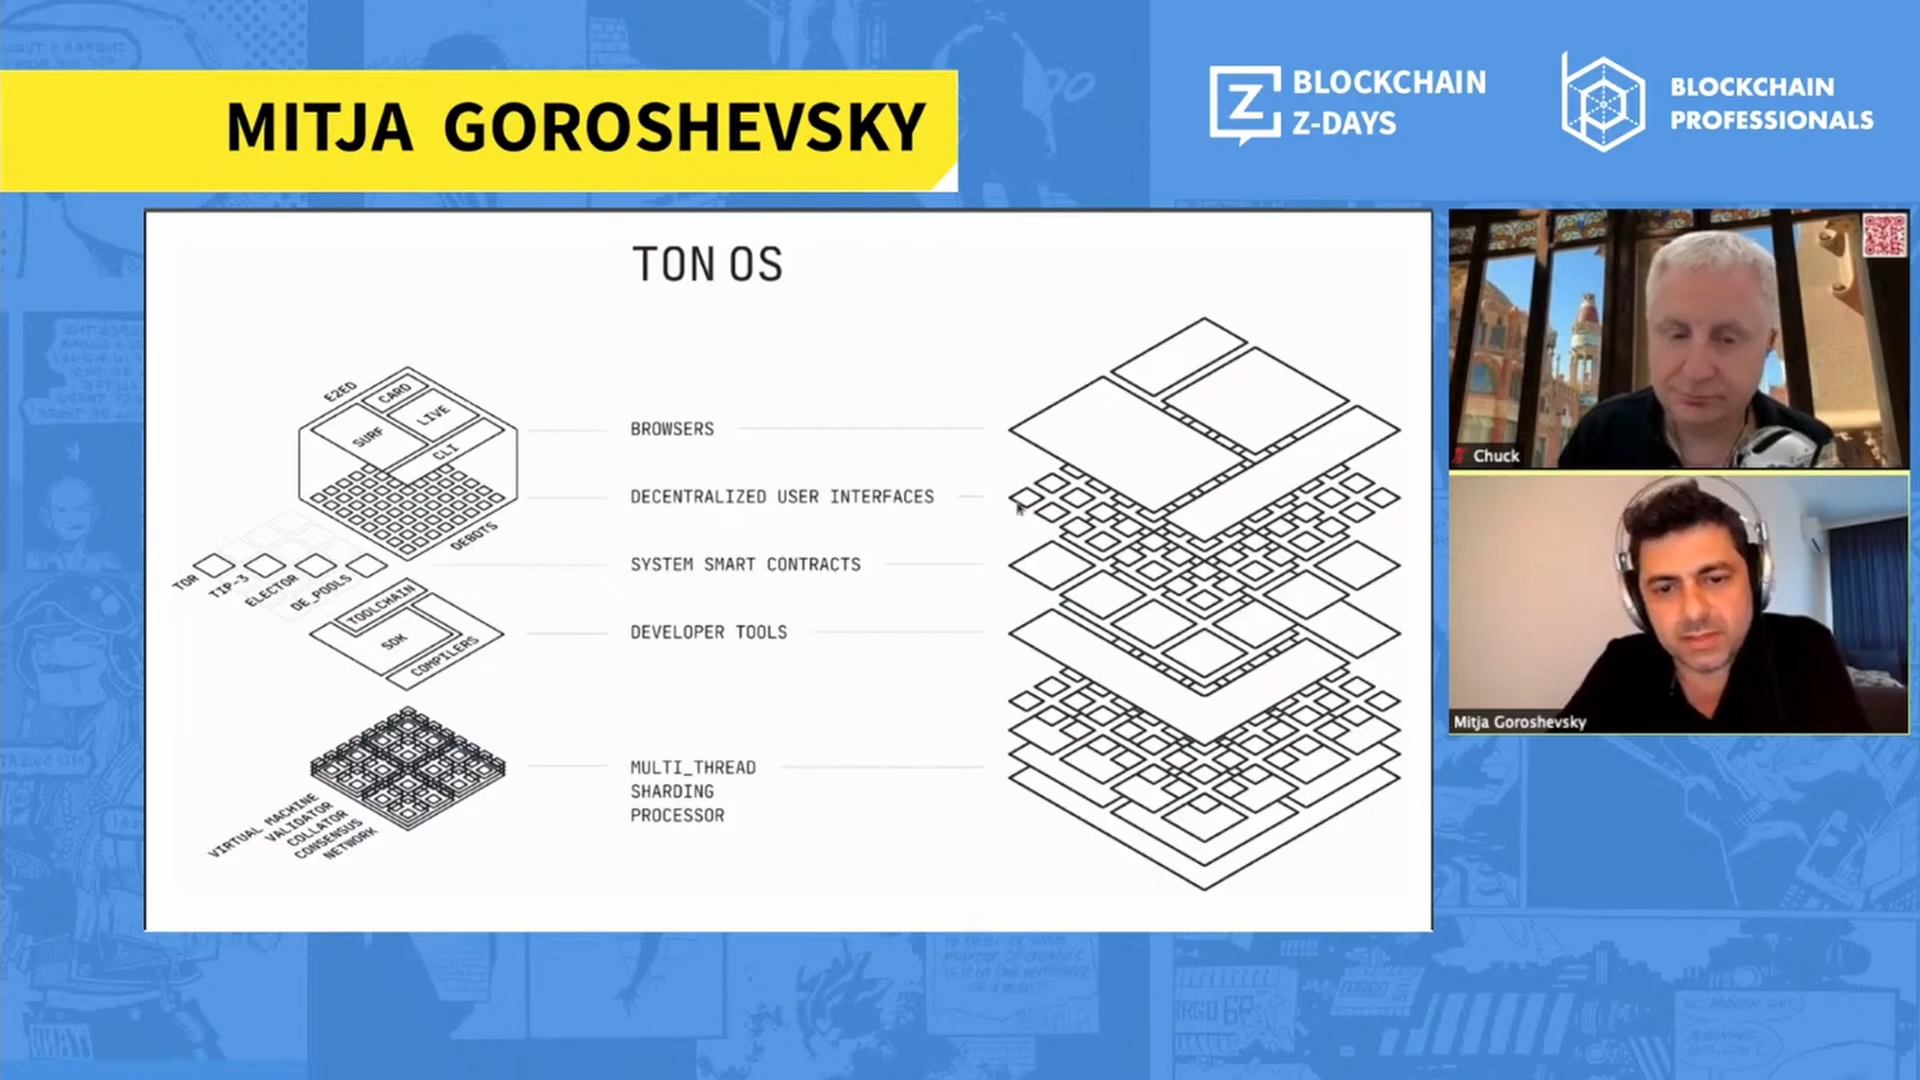 MITJA GOROSHEVSKY
BLOCKCHAIN
Z-DAYS
BLOCKCHAIN
PROFESSIONALS
TON OS
E2ED
CARD
LIVE
SURF
CLI
DEBOTS
TOR
TIP-3
ELECTOR
DE_POOLS
TOOLCHAIN
SDK
COMPILERS
VIRTUAL MACHINE
VALIDATOR
COLLATOR
CONSENSUS
NETWORK
BROWSERS
DECENTRALIZED USER INTERFACES
SYSTEM SMART CONTRACTS
DEVELOPER TOOLS
MULTI_THREAD
SHARDING
PROCESSOR
Chuck
Mitja Goroshevsky